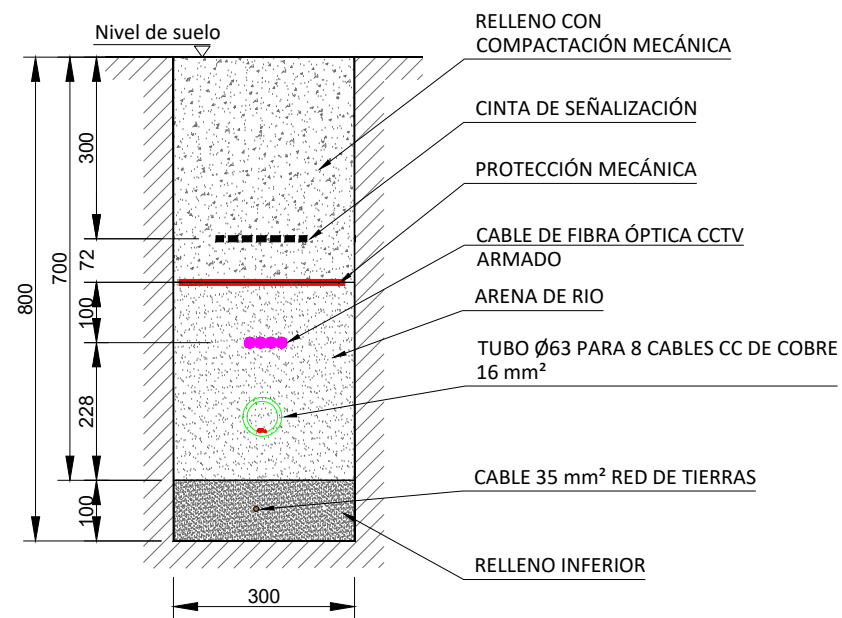 Nivel de suelo
RELLENO CON
COMPACTACIÓN MECÁNICA
CINTA DE SEÑALIZACIÓN
PROTECCIÓN MECÁNICA
CABLE DE FIBRA ÓPTICA CCTV
ARMADO
ARENA DE RIO
TUBO Ø63 PARA 8 CABLES CC DE COBRE
16 mm²
CABLE 35 mm² RED DE TIERRAS
RELLENO INFERIOR
800
700
300
72
100
228
100
300